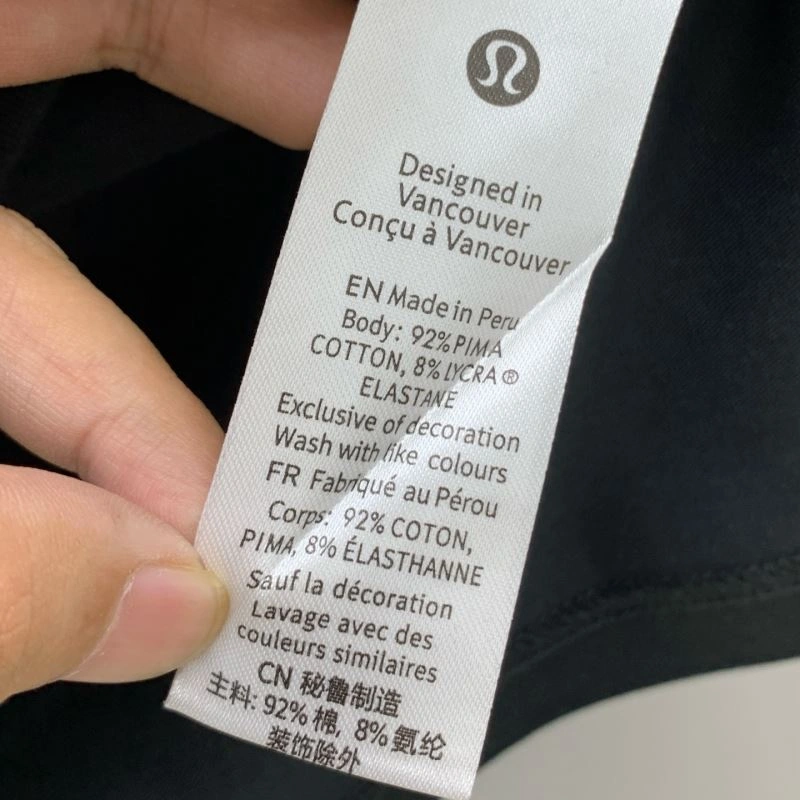 Designed in
Vancouver
Conçu à Vancouver
EN Made in Peru
Body: 92% PIMA
COTTON, 8% LYCRA®
ELASTANE
Exclusive of decoration
Wash with like colours
FR Fabriqué au Pérou
Corps: 92% COTON,
PIMA, 8% ÉLASTHANNE
Sauf la décoration
Lavage avec des
couleurs similaires
CN 秘鲁制造
主料: 92% 棉, 8% 氨纶
装饰除外